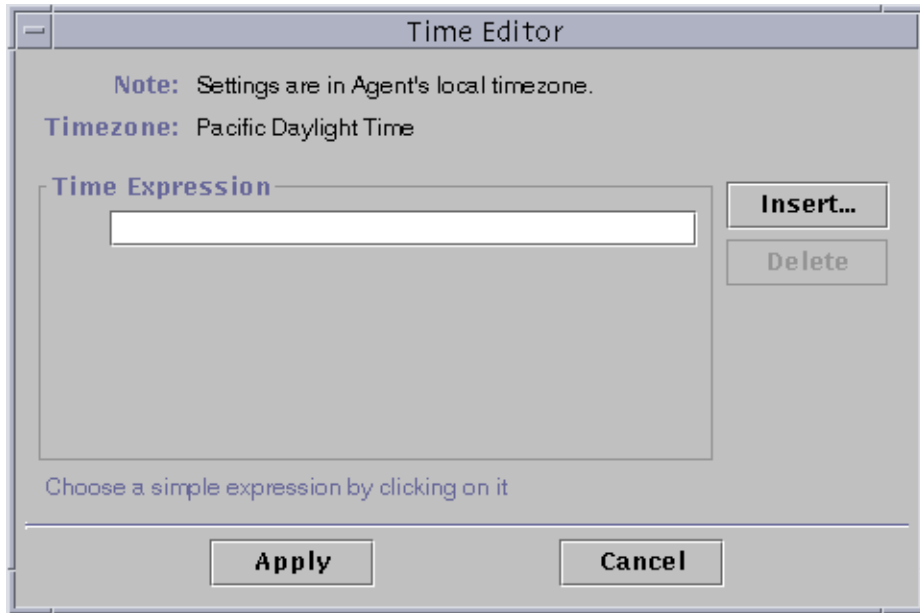 Time Editor
Note: Settings are in Agent's local timezone.
Timezone: Pacific Daylight Time
Time Expression
Insert...
Delete
Choose a simple expression by clicking on it
Apply Cancel